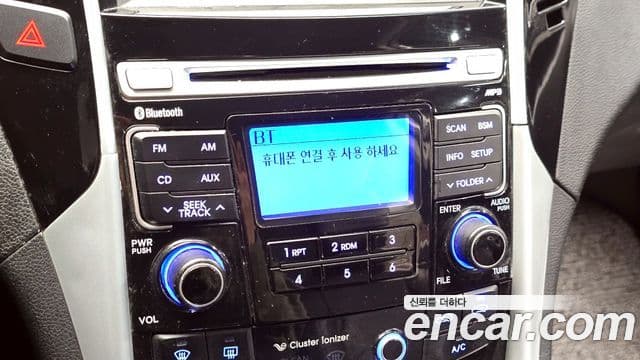 Bluetooth
MP3
BT
휴대폰 연결 후 사용 하세요
FM AM
CD AUX
SEEK TRACK
SCAN BSM
INFO SETUP
FOLDER
1 RPT 2 RDM 3
4 5 6
PWR PUSH
VOL
ENTER AUDIO PUSH
FILE TUNE
Cluster Ionizer
A/C
신뢰를 더하다
encar.com